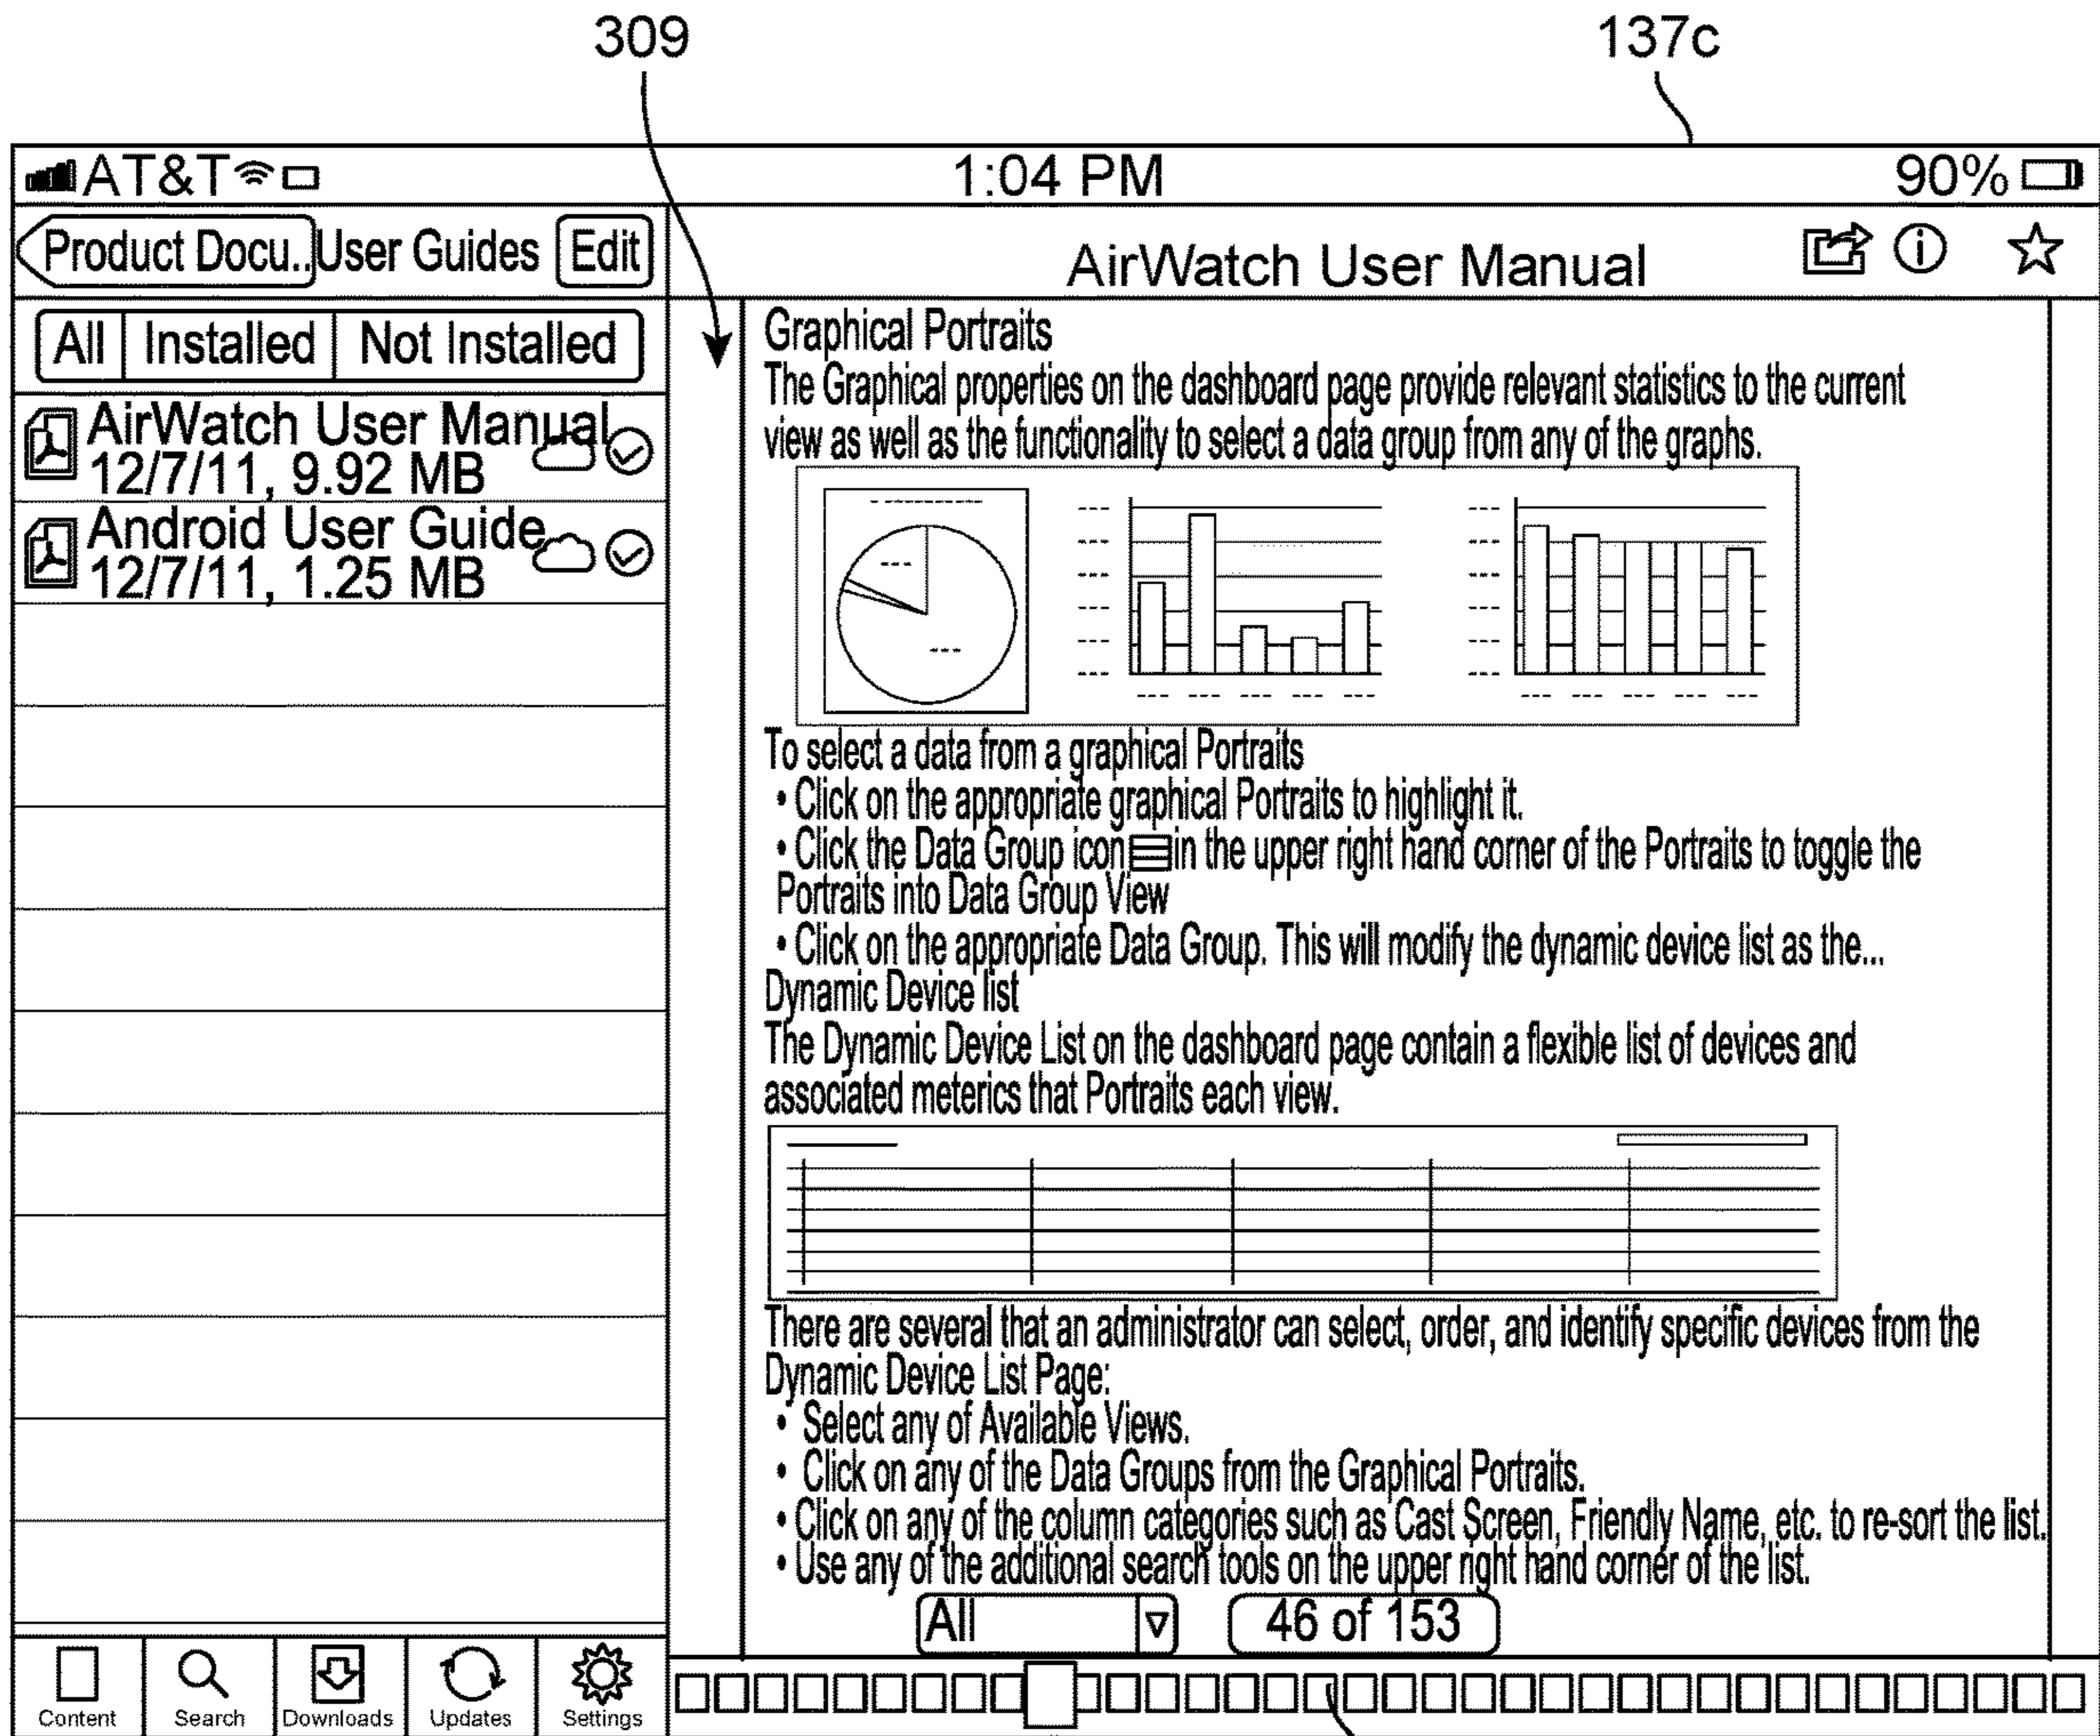 309
137c
AT&T
1:04 PM
90%
Product Docu..
User Guides
Edit
AirWatch User Manual
All
Installed
Not Installed
AirWatch User Manual
12/7/11, 9.92 MB
Android User Guide
12/7/11, 1.25 MB
Graphical Portraits
The Graphical properties on the dashboard page provide relevant statistics to the current
view as well as the functionality to select a data group from any of the graphs.
To select a data from a graphical Portraits
• Click on the appropriate graphical Portraits to highlight it.
• Click the Data Group icon in the upper right hand corner of the Portraits to toggle the
Portraits into Data Group View
• Click on the appropriate Data Group. This will modify the dynamic device list as the...
Dynamic Device list
The Dynamic Device List on the dashboard page contain a flexible list of devices and
associated meterics that Portraits each view.
There are several that an administrator can select, order, and identify specific devices from the
Dynamic Device List Page:
• Select any of Available Views.
• Click on any of the Data Groups from the Graphical Portraits.
• Click on any of the column categories such as Cast Screen, Friendly Name, etc. to re-sort the list.
• Use any of the additional search tools on the upper right hand corner of the list.
All
46 of 153
Content
Search
Downloads
Updates
Settings